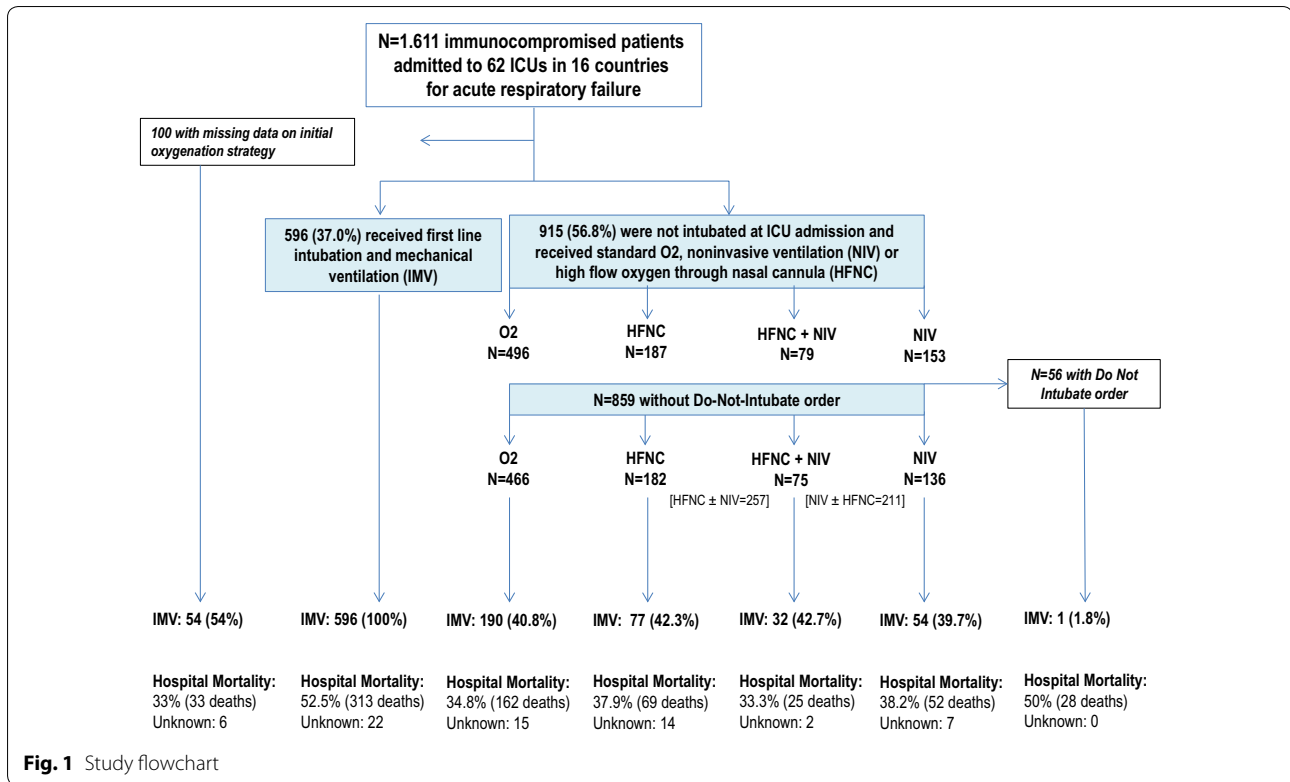 N=1.611 immunocompromised patients
admitted to 62 ICUs in 16 countries
for acute respiratory failure
100 with missing data on initial
oxygenation strategy
596 (37.0%) received first line
intubation and mechanical
ventilation (IMV)
915 (56.8%) were not intubated at ICU admission and
received standard O2, noninvasive ventilation (NIV) or
high flow oxygen through nasal cannula (HFNC)
O2
N=496
HFNC
N=187
HFNC + NIV
N=79
NIV
N=153
N=56 with Do Not
Intubate order
N=859 without Do-Not-Intubate order
O2
N=466
HFNC
N=182
HFNC + NIV
N=75
NIV
N=136
[HFNC ± NIV=257]
[NIV ± HFNC=211]
IMV: 54 (54%)
IMV: 596 (100%)
IMV: 190 (40.8%)
IMV: 77 (42.3%)
IMV: 32 (42.7%)
IMV: 54 (39.7%)
IMV: 1 (1.8%)
Hospital Mortality:
33% (33 deaths)
Unknown: 6
Hospital Mortality:
52.5% (313 deaths)
Unknown: 22
Hospital Mortality:
34.8% (162 deaths)
Unknown: 15
Hospital Mortality:
37.9% (69 deaths)
Unknown: 14
Hospital Mortality:
33.3% (25 deaths)
Unknown: 2
Hospital Mortality:
38.2% (52 deaths)
Unknown: 7
Hospital Mortality:
50% (28 deaths)
Unknown: 0
Fig. 1 Study flowchart